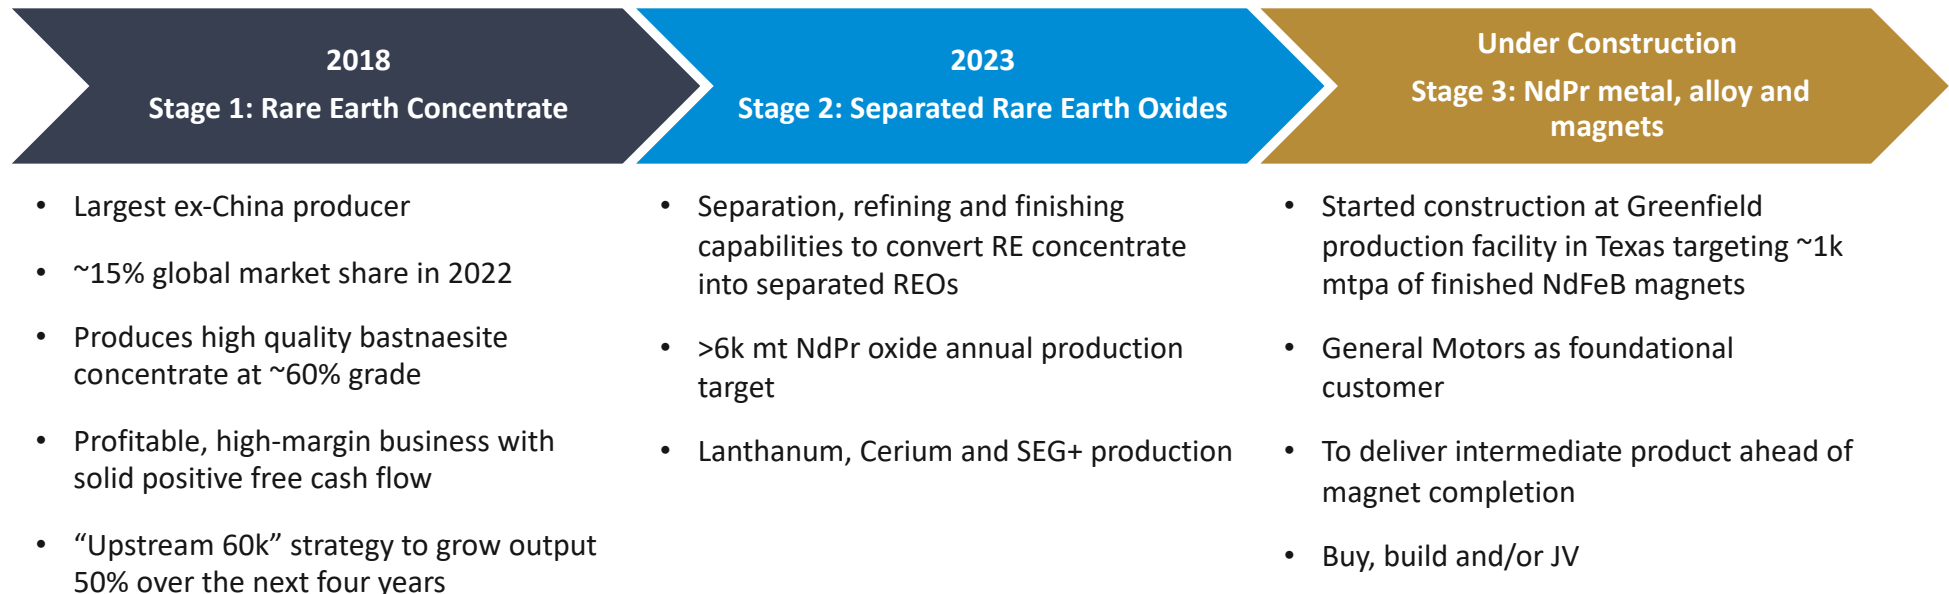 2018
Stage 1: Rare Earth Concentrate
• Largest ex-China producer
• ~15% global market share in 2022
• Produces high quality bastnaesite
concentrate at ~60% grade
• Profitable, high-margin business with
solid positive free cash flow
• “Upstream 60k” strategy to grow output
50% over the next four years
2023
Stage 2: Separated Rare Earth Oxides
• Separation, refining and finishing
capabilities to convert RE concentrate
into separated REOs
• >6k mt NdPr oxide annual production
target
• Lanthanum, Cerium and SEG+ production
Under Construction
Stage 3: NdPr metal, alloy and
magnets
• Started construction at Greenfield
production facility in Texas targeting ~1k
mtpa of finished NdFeB magnets
• General Motors as foundational
customer
• To deliver intermediate product ahead of
magnet completion
• Buy, build and/or JV